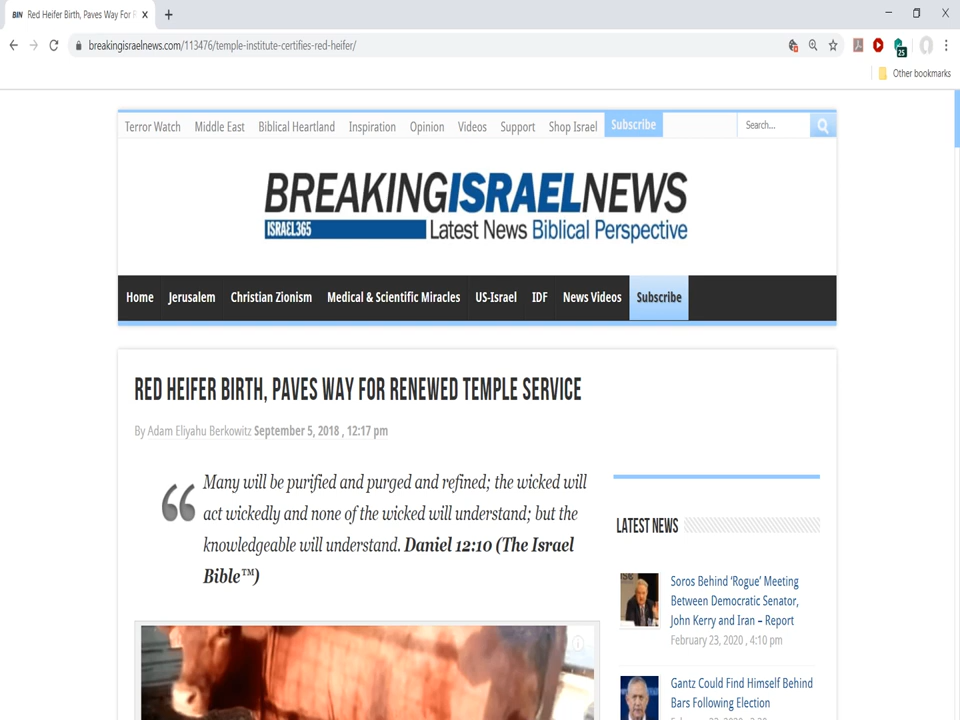 BIN Red Heifer Birth, Paves Way For R
breakingisraelnews.com/113476/temple-institute-certifies-red-heifer/
25
Other bookmarks
Terror Watch Middle East Biblical Heartland Inspiration Opinion Videos Support Shop Israel Subscribe Search...
BREAKINGISRAELNEWS
ISRAEL365 Latest News Biblical Perspective
Home Jerusalem Christian Zionism Medical & Scientific Miracles US-Israel IDF News Videos Subscribe
RED HEIFER BIRTH, PAVES WAY FOR RENEWED TEMPLE SERVICE
By Adam Eliyahu Berkowitz September 5, 2018 , 12:17 pm
“ Many will be purified and purged and refined; the wicked will
act wickedly and none of the wicked will understand; but the
knowledgeable will understand. Daniel 12:10 (The Israel
Bible™)
LATEST NEWS
Soros Behind ‘Rogue’ Meeting
Between Democratic Senator,
John Kerry and Iran – Report
February 23, 2020 , 4:10 pm
Gantz Could Find Himself Behind
Bars Following Election